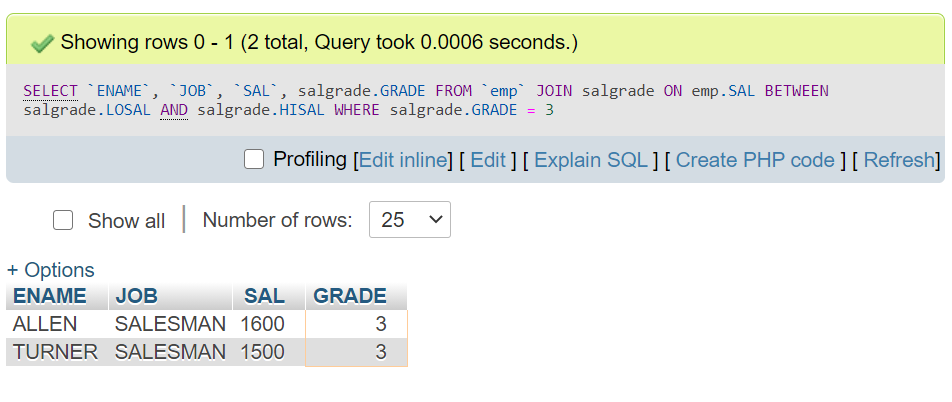 Showing rows 0 - 1 (2 total, Query took 0.0006 seconds.)
SELECT `ENAME`, `JOB`, `SAL`, salgrade.GRADE FROM `emp` JOIN salgrade ON emp.SAL BETWEEN
salgrade.LOSAL AND salgrade.HISAL WHERE salgrade.GRADE = 3
Profiling [Edit inline] [ Edit ] [ Explain SQL ] [ Create PHP code ] [ Refresh]
Show all | Number of rows: 25
+ Options
ENAME JOB SAL GRADE
ALLEN SALESMAN 1600 3
TURNER SALESMAN 1500 3